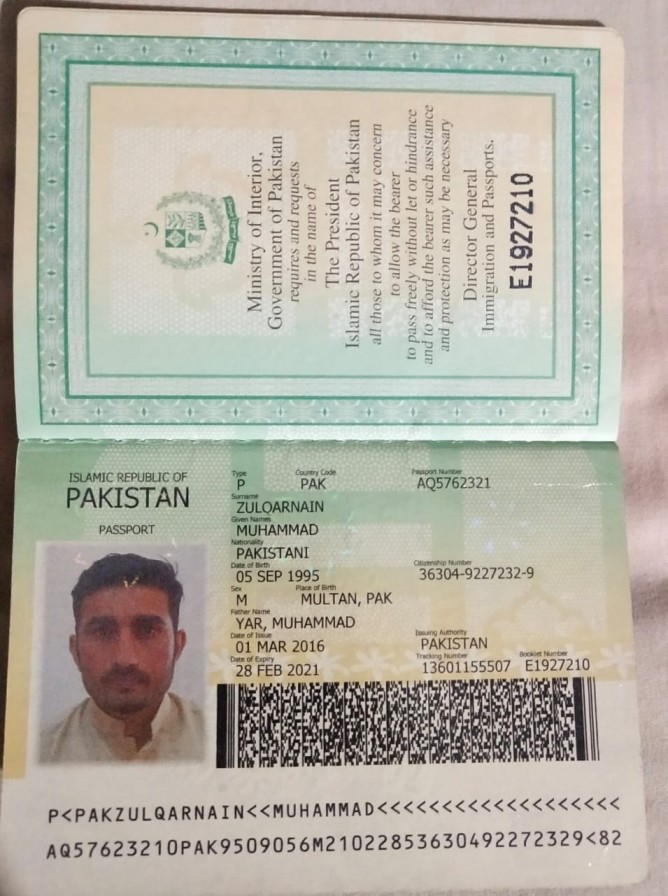 Ministry of Interior,
Government of Pakistan
requires and requests
in the name of
The President
Islamic Republic of Pakistan
all those to whom it may concern
to allow the bearer
to pass freely without let or hindrance
and to afford the bearer such assistance
and protection as may be necessary
Director General
Immigration and Passports.
E1927210
ISLAMIC REPUBLIC OF
PAKISTAN
PASSPORT
Type Country Code Passport Number
P PAK AQ5762321
Surname
ZULQARNAIN
Given Names
MUHAMMAD
Nationality
PAKISTANI
Date of Birth Citizenship Number
05 SEP 1995 36304-9227232-9
Sex Place of Birth
M MULTAN, PAK
Father Name
YAR, MUHAMMAD
Date of Issue Issuing Authority
01 MAR 2016 PAKISTAN
Date of Expiry Tracking Number Booklet Number
28 FEB 2021 13601155507 E1927210
P<PAKZULQARNAIN<<MUHAMMAD<<<<<<<<<<<<<<<<<<<
AQ57623210PAK9509056M21022853630492272329<82